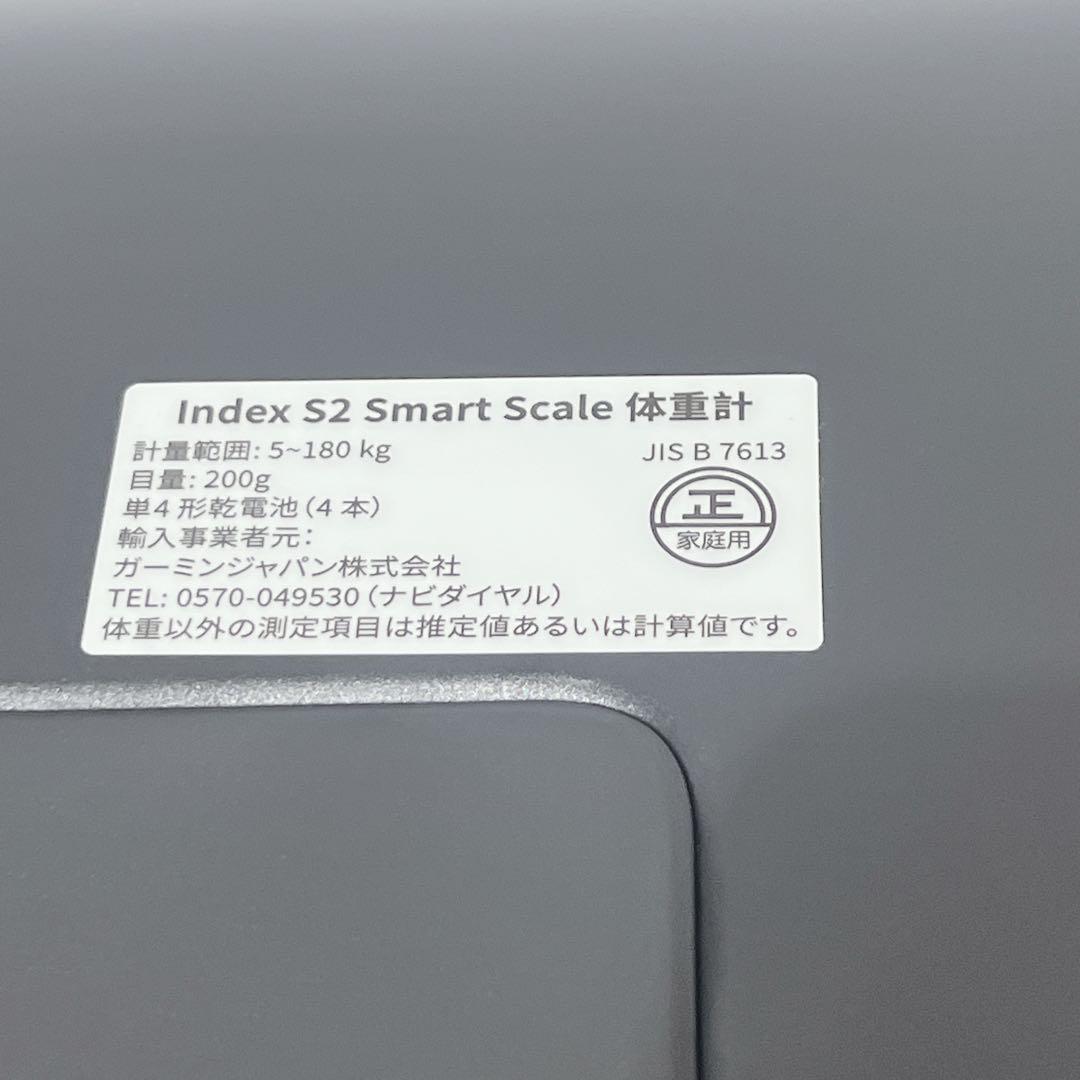 Index S2 Smart Scale 体重計
計量範囲: 5~180 kg
目量: 200g
単4 形乾電池（4 本）
輸入事業者元：
ガーミンジャパン株式会社
TEL: 0570-049530（ナビダイヤル）
体重以外の測定項目は推定値あるいは計算値です。
JIS B 7613
正
家庭用